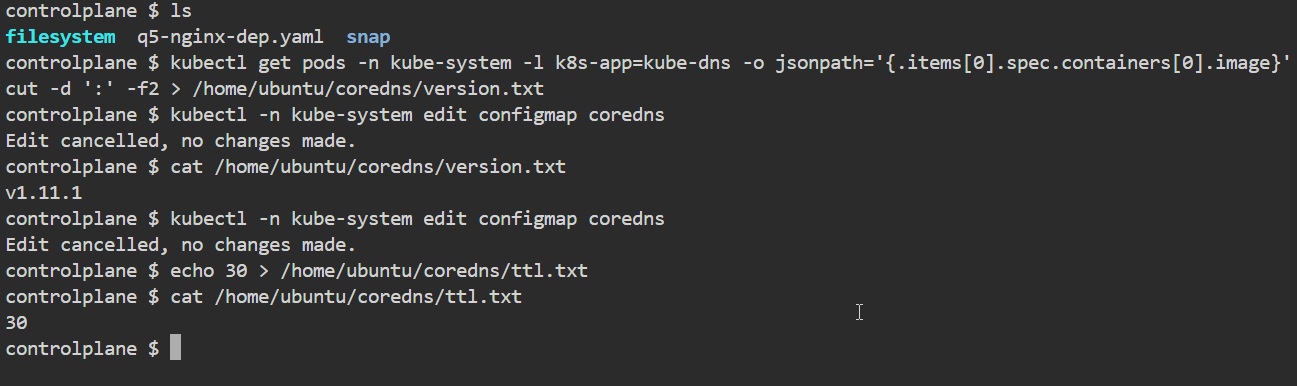 controlplane $ ls
filesystem  q5-nginx-dep.yaml  snap
controlplane $ kubectl get pods -n kube-system -l k8s-app=kube-dns -o jsonpath='{.items[0].spec.containers[0].image}'
cut -d ':' -f2 > /home/ubuntu/coredns/version.txt
controlplane $ kubectl -n kube-system edit configmap coredns
Edit cancelled, no changes made.
controlplane $ cat /home/ubuntu/coredns/version.txt
v1.11.1
controlplane $ kubectl -n kube-system edit configmap coredns
Edit cancelled, no changes made.
controlplane $ echo 30 > /home/ubuntu/coredns/ttl.txt
controlplane $ cat /home/ubuntu/coredns/ttl.txt
30
controlplane $